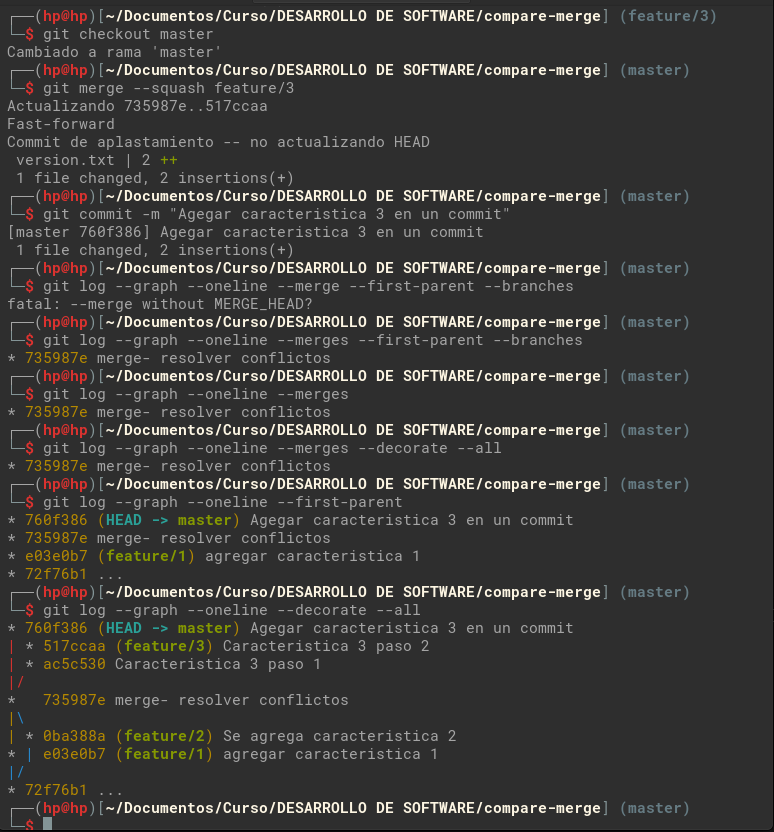 ┌──(hp@hp)[~/Documentos/Curso/DESARROLLO DE SOFTWARE/compare-merge] (feature/3)
└─$ git checkout master
Cambiado a rama 'master'
┌──(hp@hp)[~/Documentos/Curso/DESARROLLO DE SOFTWARE/compare-merge] (master)
└─$ git merge --squash feature/3
Actualizando 735987e..517ccaa
Fast-forward
Commit de aplastamiento -- no actualizando HEAD
 version.txt | 2 ++
 1 file changed, 2 insertions(+)
┌──(hp@hp)[~/Documentos/Curso/DESARROLLO DE SOFTWARE/compare-merge] (master)
└─$ git commit -m "Agegar caracteristica 3 en un commit"
[master 760f386] Agegar caracteristica 3 en un commit
 1 file changed, 2 insertions(+)
┌──(hp@hp)[~/Documentos/Curso/DESARROLLO DE SOFTWARE/compare-merge] (master)
└─$ git log --graph --oneline --merge --first-parent --branches
fatal: --merge without MERGE_HEAD?
┌──(hp@hp)[~/Documentos/Curso/DESARROLLO DE SOFTWARE/compare-merge] (master)
└─$ git log --graph --oneline --merges --first-parent --branches
* 735987e merge- resolver conflictos
┌──(hp@hp)[~/Documentos/Curso/DESARROLLO DE SOFTWARE/compare-merge] (master)
└─$ git log --graph --oneline --merges
* 735987e merge- resolver conflictos
┌──(hp@hp)[~/Documentos/Curso/DESARROLLO DE SOFTWARE/compare-merge] (master)
└─$ git log --graph --oneline --merges --decorate --all
* 735987e merge- resolver conflictos
┌──(hp@hp)[~/Documentos/Curso/DESARROLLO DE SOFTWARE/compare-merge] (master)
└─$ git log --graph --oneline --first-parent
* 760f386 (HEAD -> master) Agegar caracteristica 3 en un commit
* 735987e merge- resolver conflictos
* e03e0b7 (feature/1) agregar caracteristica 1
* 72f76b1 ...
┌──(hp@hp)[~/Documentos/Curso/DESARROLLO DE SOFTWARE/compare-merge] (master)
└─$ git log --graph --oneline --decorate --all
* 760f386 (HEAD -> master) Agegar caracteristica 3 en un commit
| * 517ccaa (feature/3) Caracteristica 3 paso 2
| * ac5c530 Caracteristica 3 paso 1
|/
*   735987e merge- resolver conflictos
|\
| * 0ba388a (feature/2) Se agrega caracteristica 2
* | e03e0b7 (feature/1) agregar caracteristica 1
|/
* 72f76b1 ...
┌──(hp@hp)[~/Documentos/Curso/DESARROLLO DE SOFTWARE/compare-merge] (master)
└─$